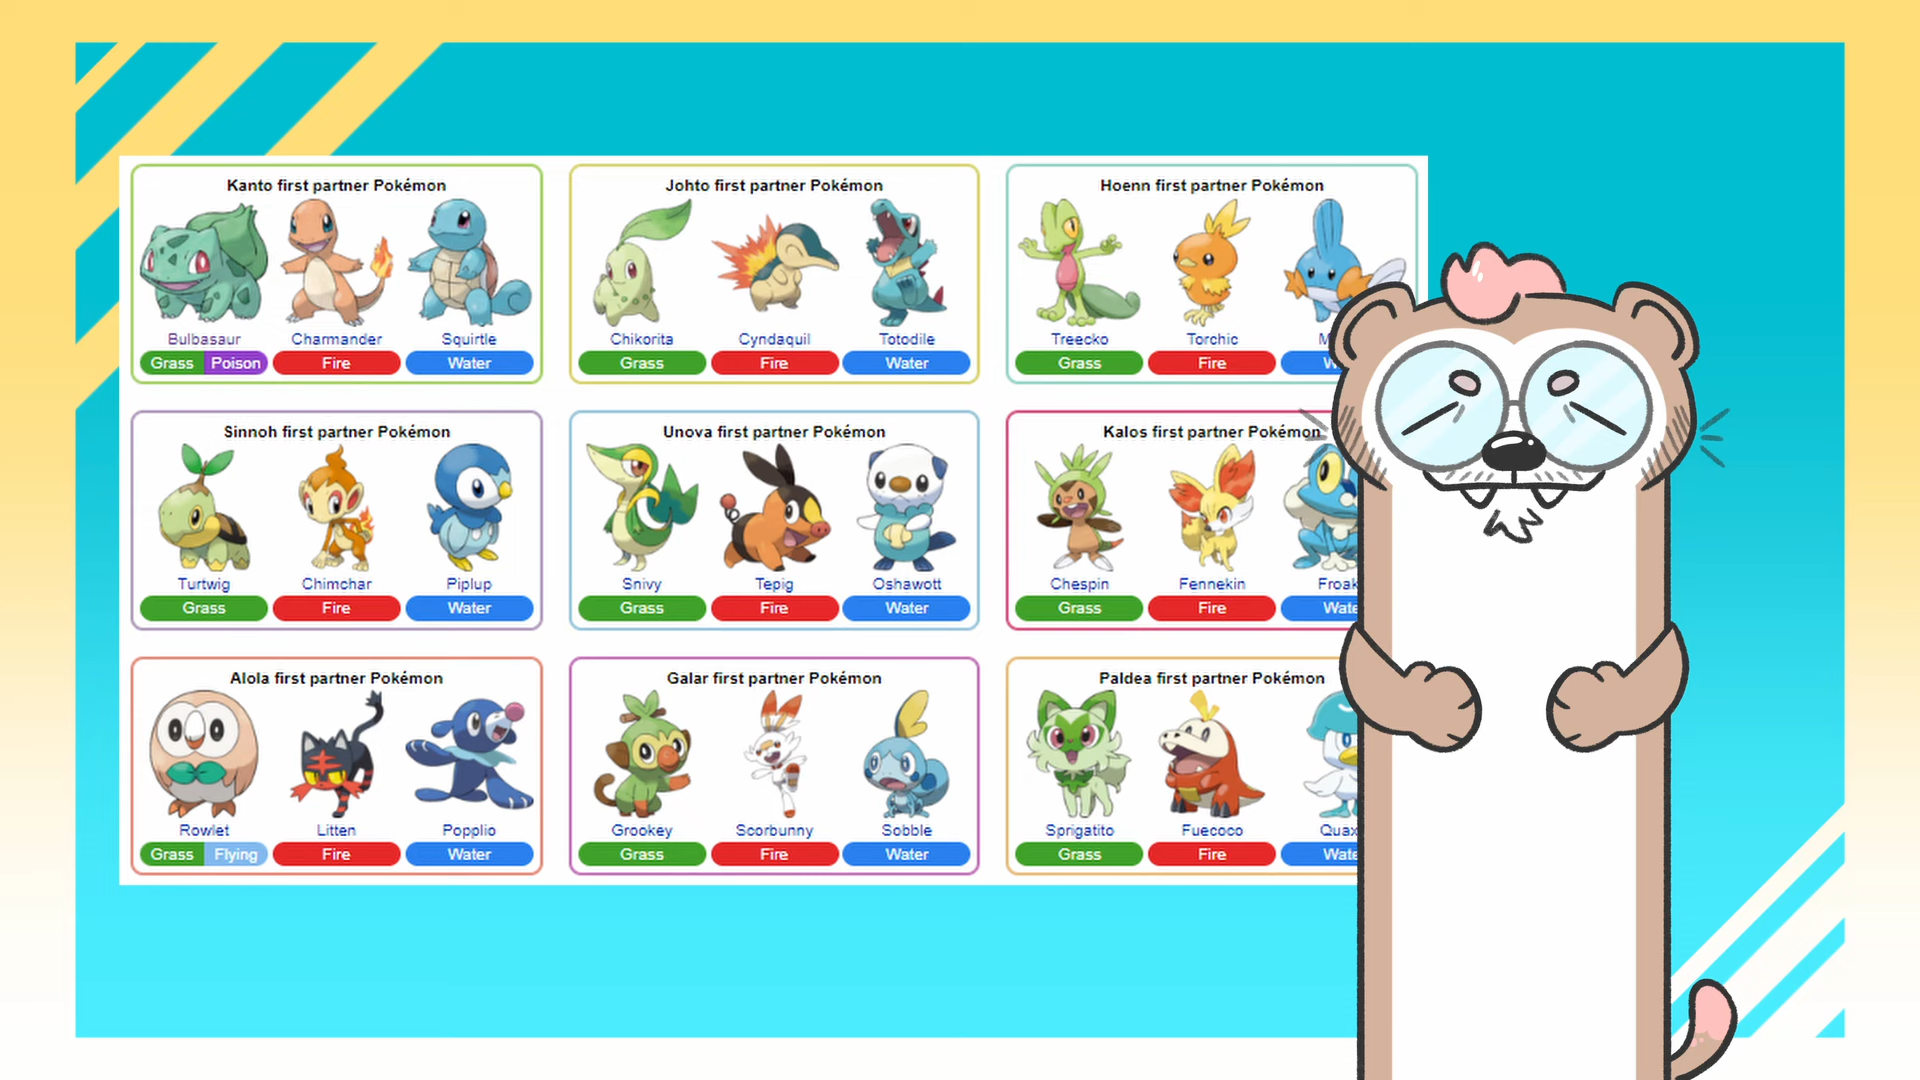 Kanto first partner Pokémon
Bulbasaur Charmander Squirtle
Grass Poison Fire Water
Johto first partner Pokémon
Chikorita Cyndaquil Totodile
Grass Fire Water
Hoenn first partner Pokémon
Treecko Torchic
Grass Fire
Sinnoh first partner Pokémon
Turtwig Chimchar Piplup
Grass Fire Water
Unova first partner Pokémon
Snivy Tepig Oshawott
Grass Fire Water
Kalos first partner Pokémon
Chespin Fennekin Froak
Grass Fire Wate
Alola first partner Pokémon
Rowlet Litten Popplio
Grass Flying Fire Water
Galar first partner Pokémon
Grookey Scorbunny Sobble
Grass Fire Water
Paldea first partner Pokémon
Sprigatito Fuecoco Quax
Grass Fire Wate